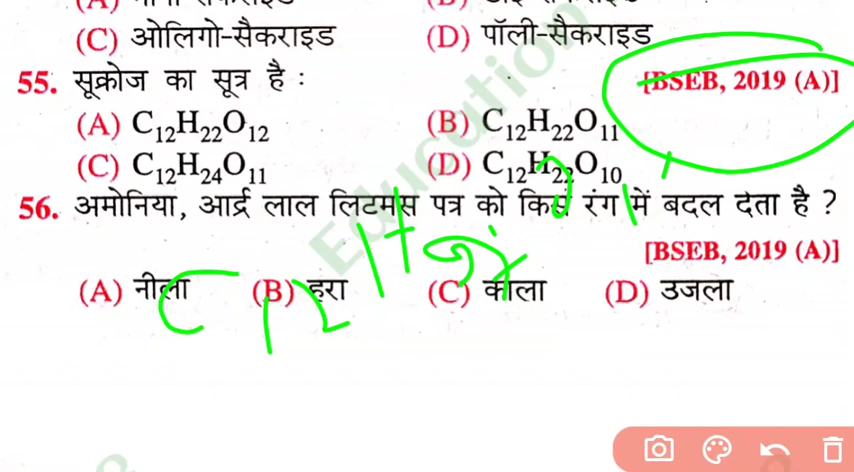 (C) ओलिगो-सैकराइड (D) पॉली-सैकराइड
55. सूक्रोज का सूत्र है : [BSEB, 2019 (A)]
(A) C₁₂H₂₂O₁₂ (B) C₁₂H₂₂O₁₁
(C) C₁₂H₂₄O₁₁ (D) C₁₂H₂₂O₁₀
56. अमोनिया, आर्द्र लाल लिटमस पत्र को किस रंग में बदल देता है ?
[BSEB, 2019 (A)]
(A) नीला (B) हरा (C) काला (D) उजला
Education